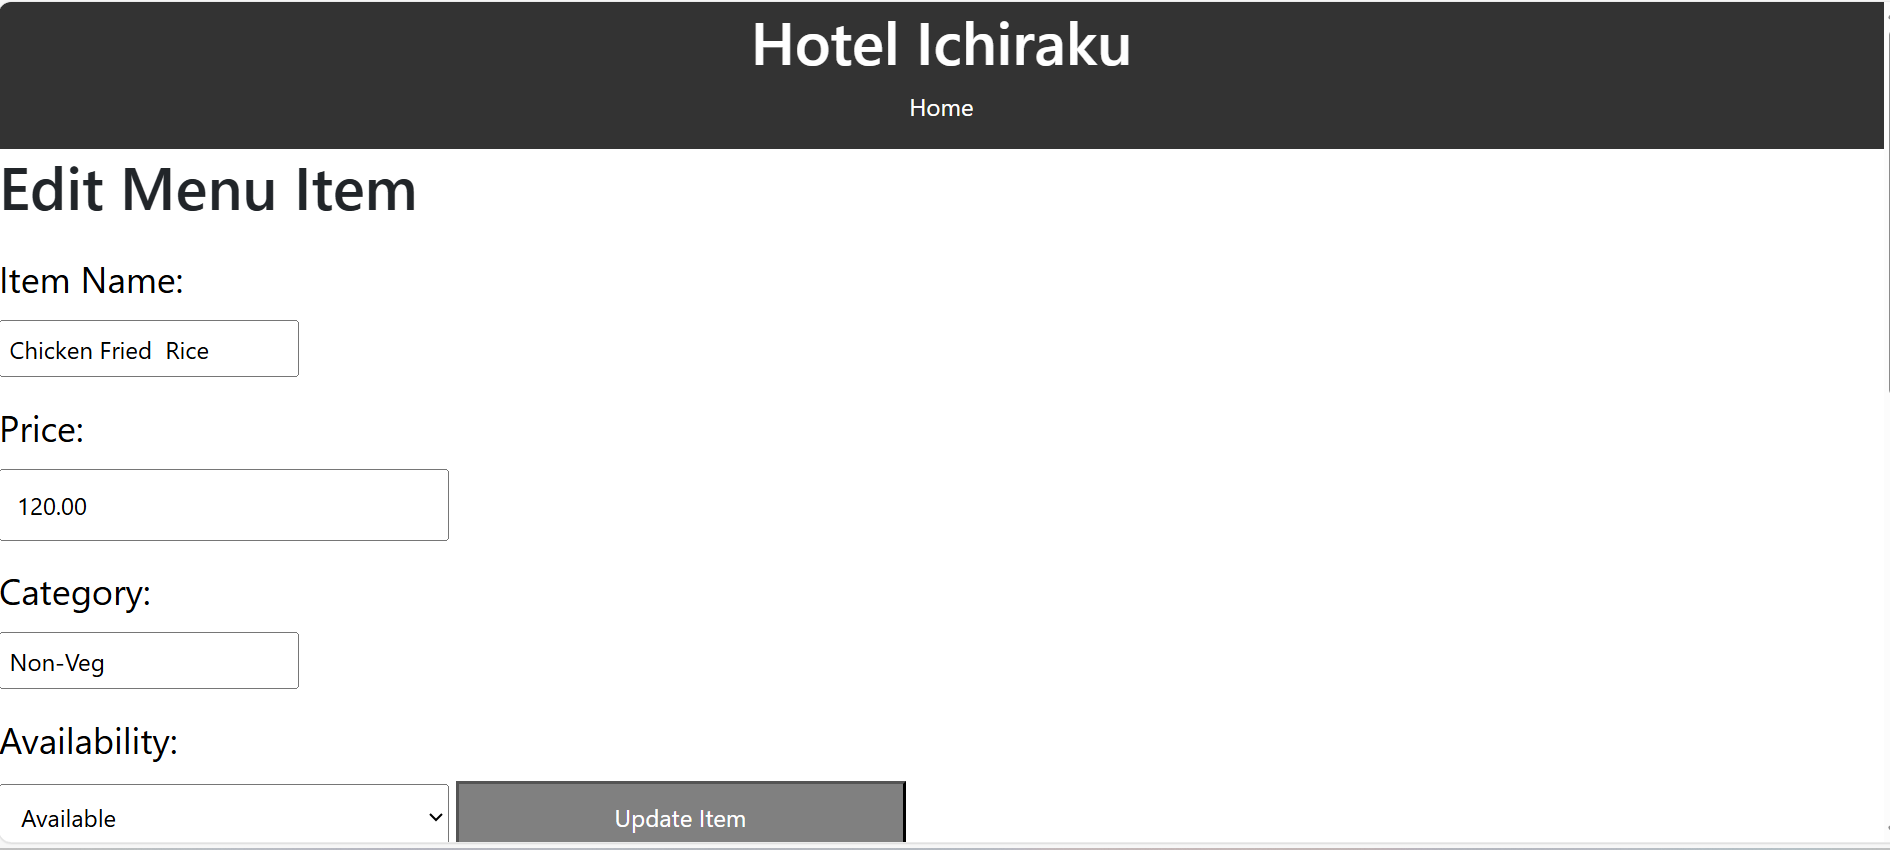 Hotel Ichiraku
Home
Edit Menu Item
Item Name:
Chicken Fried  Rice
Price:
120.00
Category:
Non-Veg
Availability:
Available
Update Item